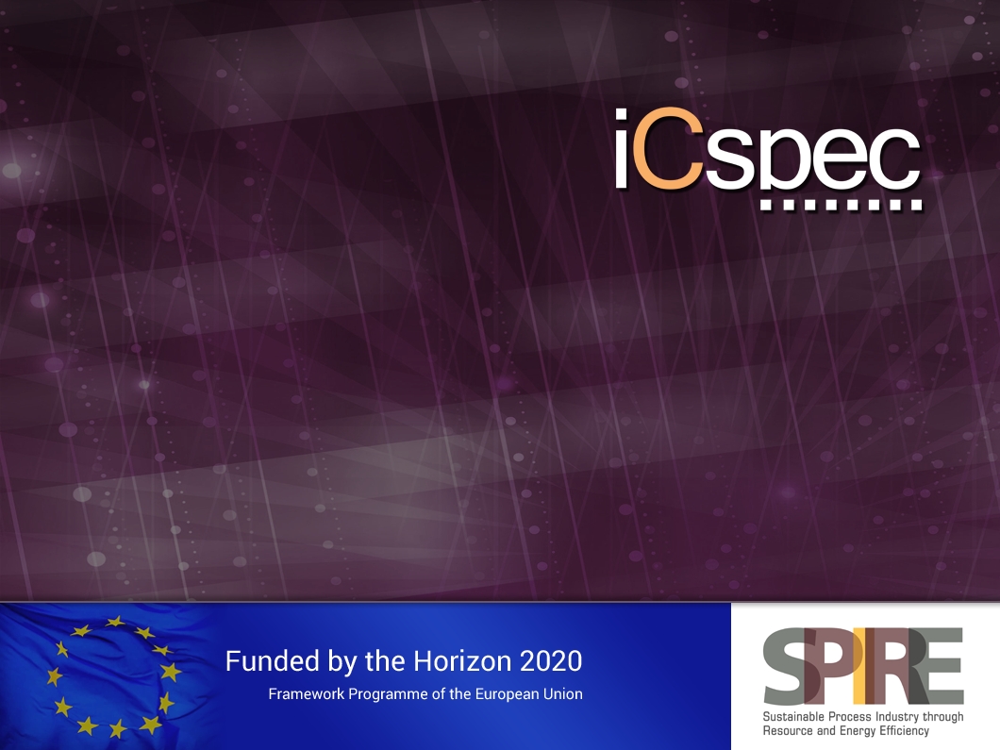 iCspec
Funded by the Horizon 2020
Framework Programme of the European Union
SPIRE
Sustainable Process Industry through
Resource and Energy Efficiency